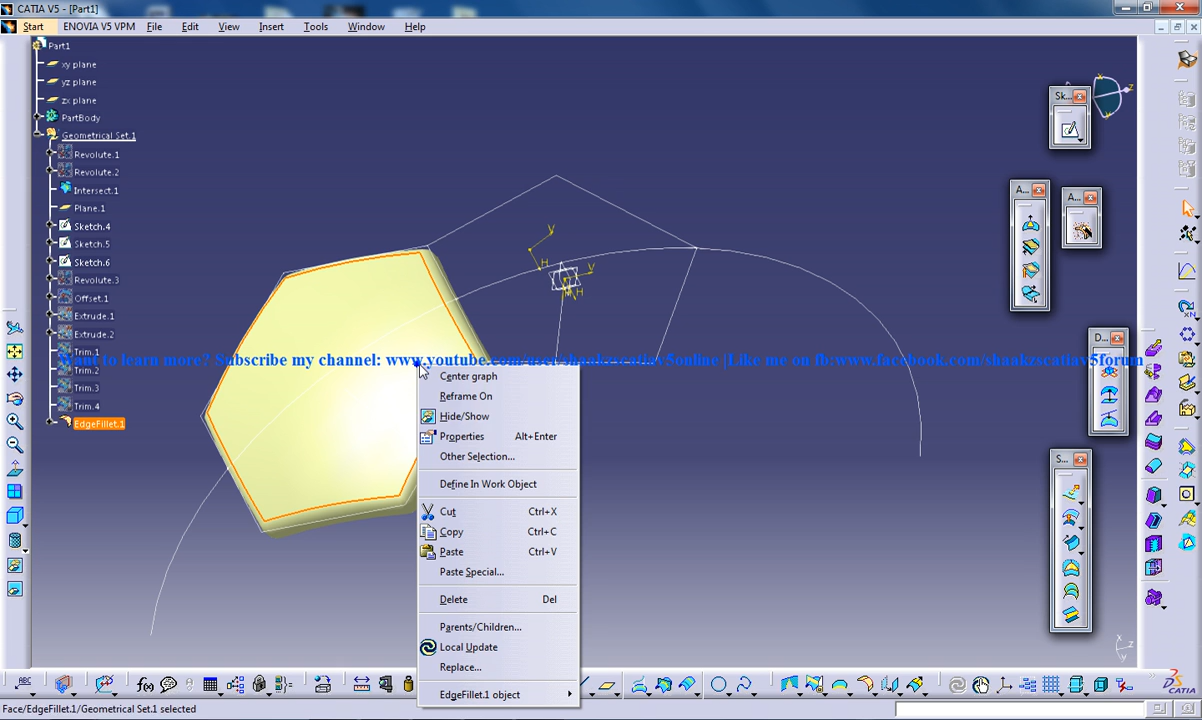 CATIA V5 - [Part1]
Start ENOVIA V5 VPM File Edit Insert Tools Window Help
Part1
xy plane
yz plane
zx plane
PartBody
Geometrical Set.1
Revolute.1
Revolute.2
Intersect.1
Plane.1
Sketch.4
Sketch.5
Sketch.6
Revolute.3
Offset.1
Extrude.1
Extrude.2
Trim.1
Trim.2
Trim.3
Trim.4
EdgeFillet.1
Want to learn more? Subscribe my channel: www.youtube.com/user/shaakzscatiav5online |Like me on fb:www.facebook.com/shaakzscatiav5forum
Center graph
Reframe On
Hide/Show
Properties Alt+Enter
Other Selection...
Define In Work Object
Cut Ctrl+X
Copy Ctrl+C
Paste Ctrl+V
Paste Special...
Delete Del
Parents/Children...
Local Update
Replace...
EdgeFillet.1 object
V
H
V
H
Sk...
A...
A...
D...
S...
x
z
y
ABC
f(x)
CATIA
Face/EdgeFillet.1/Geometrical Set.1 selected